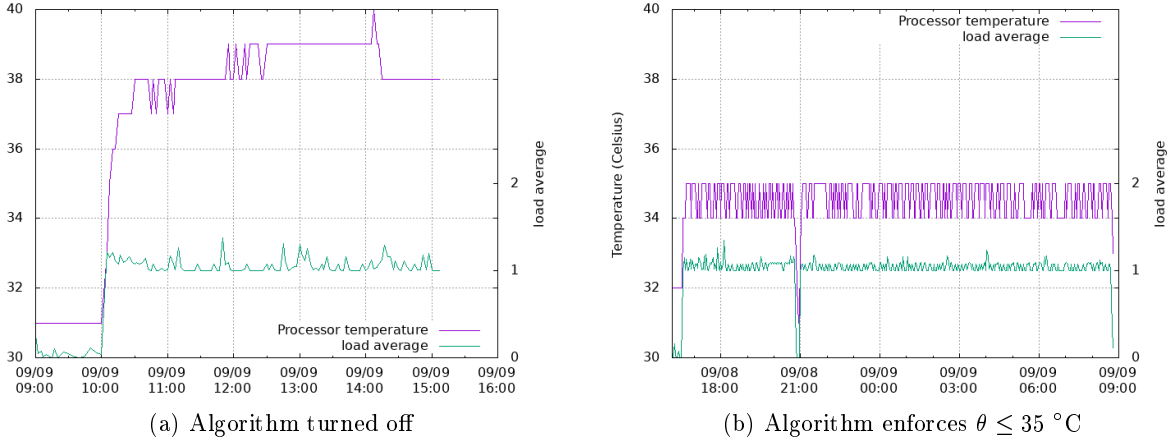 40
38
36
34
32
30
2
1
0
load average
Processor temperature
load average
09/09 09/09 09/09 09/09 09/09 09/09 09/09 09/09
09:00 10:00 11:00 12:00 13:00 14:00 15:00 16:00
(a) Algorithm turned off
Temperature (Celsius)
40
38
36
34
32
30
Processor temperature
load average
2
1
0
load average
09/08 09/08 09/09 09/09 09/09 09/09
18:00 21:00 00:00 03:00 06:00 09:00
(b) Algorithm enforces θ ≤ 35 °C